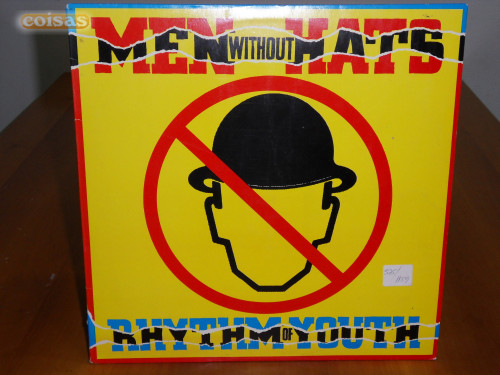 coisas
MEN WITHOUT HATS
RHYTHM OF YOUTH